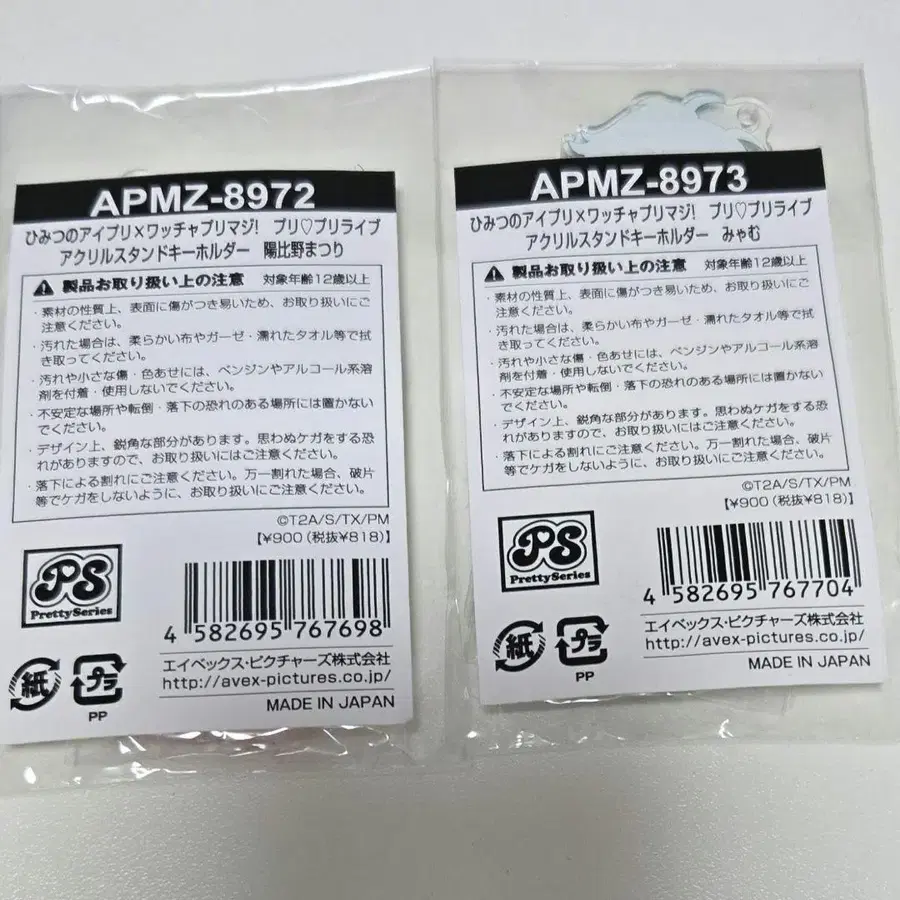 APMZ-8972
ひみつのアイプリ×ワッチャプリマジ! プリ♡プリライブ
アクリルスタンドキーホルダー 陽比野まつり
製品お取り扱い上の注意 対象年齢12歳以上
・素材の性質上、表面に傷がつき易いため、お取り扱いにご
注意ください。
・汚れた場合は、柔らかい布やガーゼ・濡れたタオル等で拭
き取ってください。
・汚れや小さな傷・色あせには、ベンジンやアルコール系溶
剤を付着・使用しないでください。
・不安定な場所や転倒・落下の恐れのある場所には置かない
でください。
・デザイン上、鋭角な部分があります。思わぬケガをする恐
れがありますので、お取り扱いにはご注意ください。
・落下による割れにご注意ください。万一割れた場合、破片
等でケガをしないように、お取り扱いにご注意ください。
©T2A/S/TX/PM
【¥900(税抜¥818)】
PS
PrettySeries
4 582695 767698
エイベックス・ピクチャーズ株式会社
http://avex-pictures.co.jp/
紙
プラ
PP
MADE IN JAPAN
APMZ-8973
ひみつのアイプリ×ワッチャプリマジ! プリ♡プリライブ
アクリルスタンドキーホルダー みゃむ
製品お取り扱い上の注意 対象年齢12歳以上
・素材の性質上、表面に傷がつき易いため、お取り扱いにご
注意ください。
・汚れた場合は、柔らかい布やガーゼ・濡れたタオル等で拭
き取ってください。
・汚れや小さな傷・色あせには、ベンジンやアルコール系溶
剤を付着・使用しないでください。
・不安定な場所や転倒・落下の恐れのある場所には置かない
でください。
・デザイン上、鋭角な部分があります。思わぬケガをする恐
れがありますので、お取り扱いにはご注意ください。
・落下による割れにご注意ください。万一割れた場合、破片
等でケガをしないように、お取り扱いにご注意ください。
©T2A/S/TX/PM
【¥900(税抜¥818)】
PS
PrettySeries
4 582695 767704
エイベックス・ピクチャーズ株式会社
http://avex-pictures.co.jp/
紙
プラ
PP
MADE IN JAPAN